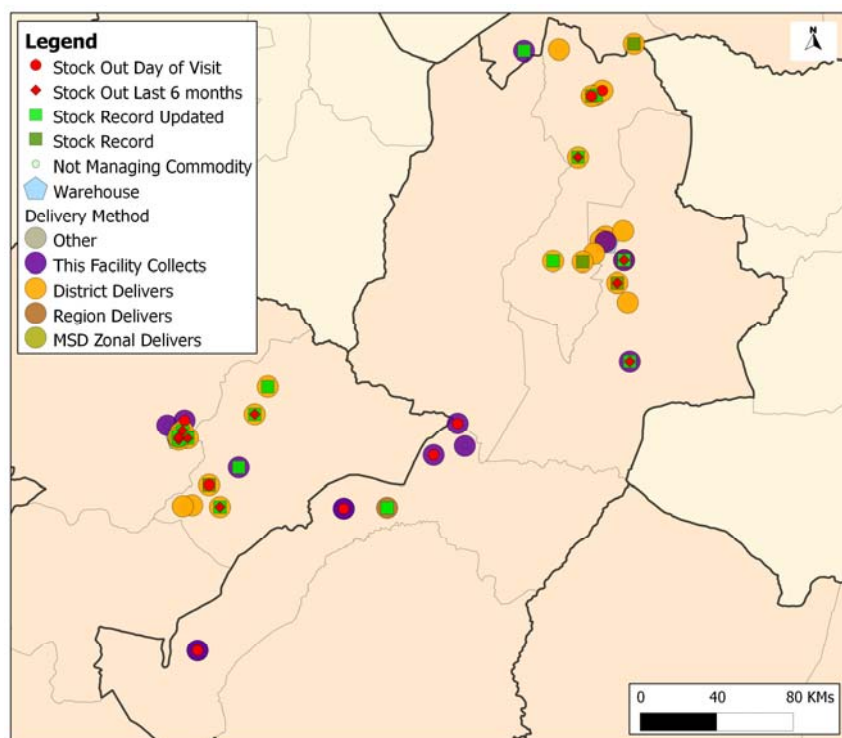 Legend
Stock Out Day of Visit
Stock Out Last 6 months
Stock Record Updated
Stock Record
Not Managing Commodity
Warehouse
Delivery Method
Other
This Facility Collects
District Delivers
Region Delivers
MSD Zonal Delivers
N
0 40 80 KMs